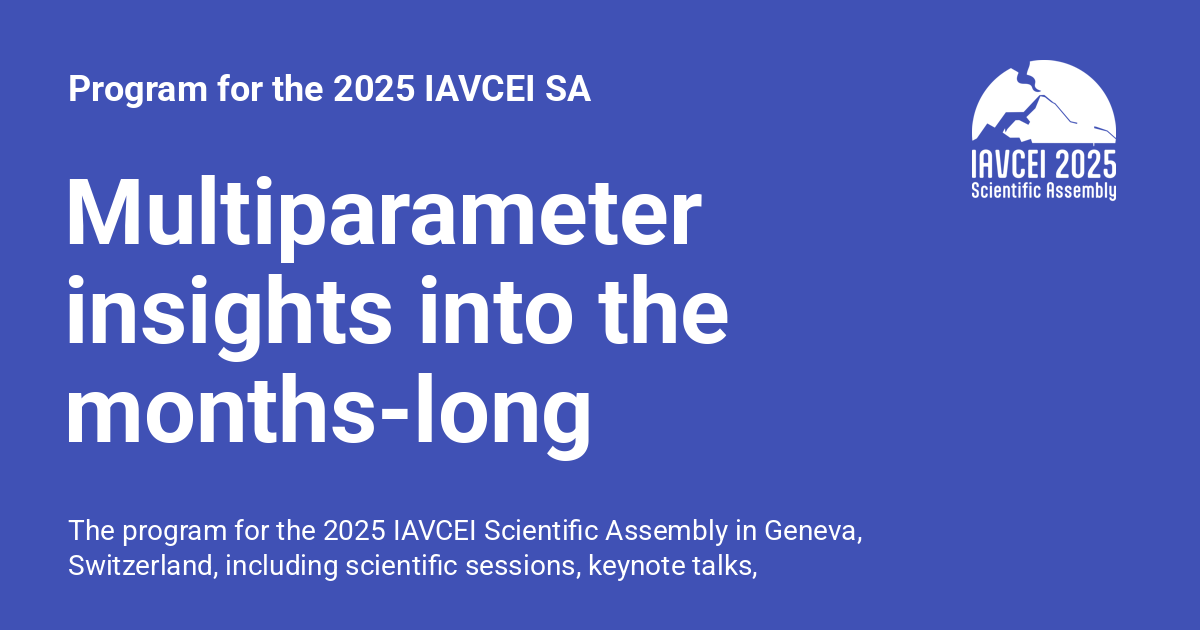 Program for the 2025 IAVCEI SA
IAVCEI 2025
Scientific Assembly
Multiparameter
insights into the
months-long
The program for the 2025 IAVCEI Scientific Assembly in Geneva,
Switzerland, including scientific sessions, keynote talks,